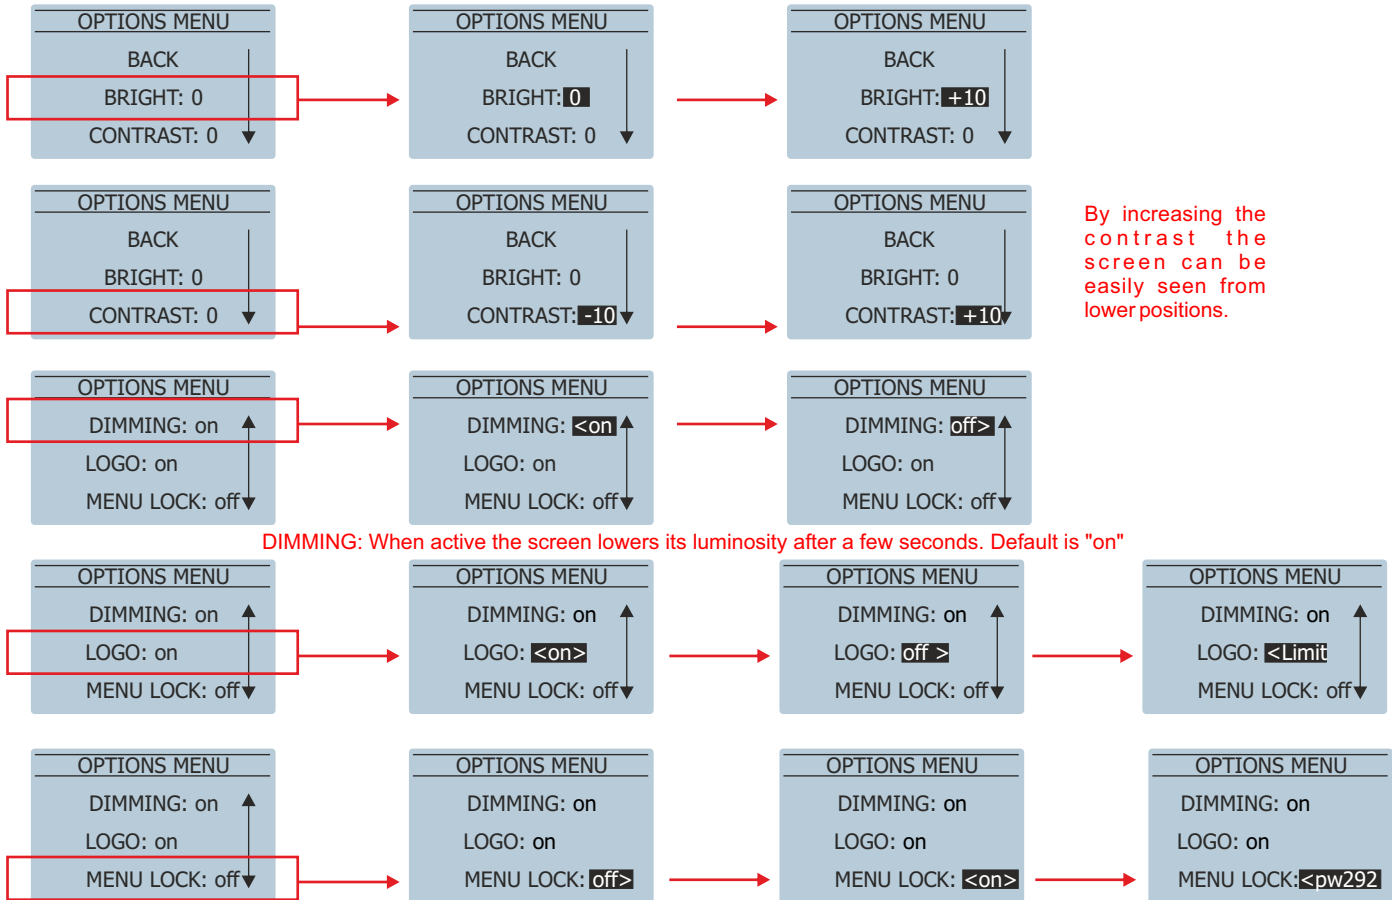 OPTIONS MENU
BACK
BRIGHT: 0
CONTRAST: 0
OPTIONS MENU
BACK
BRIGHT: 0
CONTRAST: 0
OPTIONS MENU
BACK
BRIGHT: +10
CONTRAST: 0
OPTIONS MENU
BACK
BRIGHT: 0
CONTRAST: 0
OPTIONS MENU
BACK
BRIGHT: 0
CONTRAST: -10
OPTIONS MENU
BACK
BRIGHT: 0
CONTRAST: +10
By increasing the
contrast the
screen can be
easily seen from
lower positions.
OPTIONS MENU
DIMMING: on
LOGO: on
MENU LOCK: off
OPTIONS MENU
DIMMING: <on
LOGO: on
MENU LOCK: off
OPTIONS MENU
DIMMING: off>
LOGO: on
MENU LOCK: off
DIMMING: When active the screen lowers its luminosity after a few seconds. Default is "on"
OPTIONS MENU
DIMMING: on
LOGO: on
MENU LOCK: off
OPTIONS MENU
DIMMING: on
LOGO: <on>
MENU LOCK: off
OPTIONS MENU
DIMMING: on
LOGO: off >
MENU LOCK: off
OPTIONS MENU
DIMMING: on
LOGO: <Limit
MENU LOCK: off
OPTIONS MENU
DIMMING: on
LOGO: on
MENU LOCK: off
OPTIONS MENU
DIMMING: on
LOGO: on
MENU LOCK: off>
OPTIONS MENU
DIMMING: on
LOGO: on
MENU LOCK: <on>
OPTIONS MENU
DIMMING: on
LOGO: on
MENU LOCK:<pw292